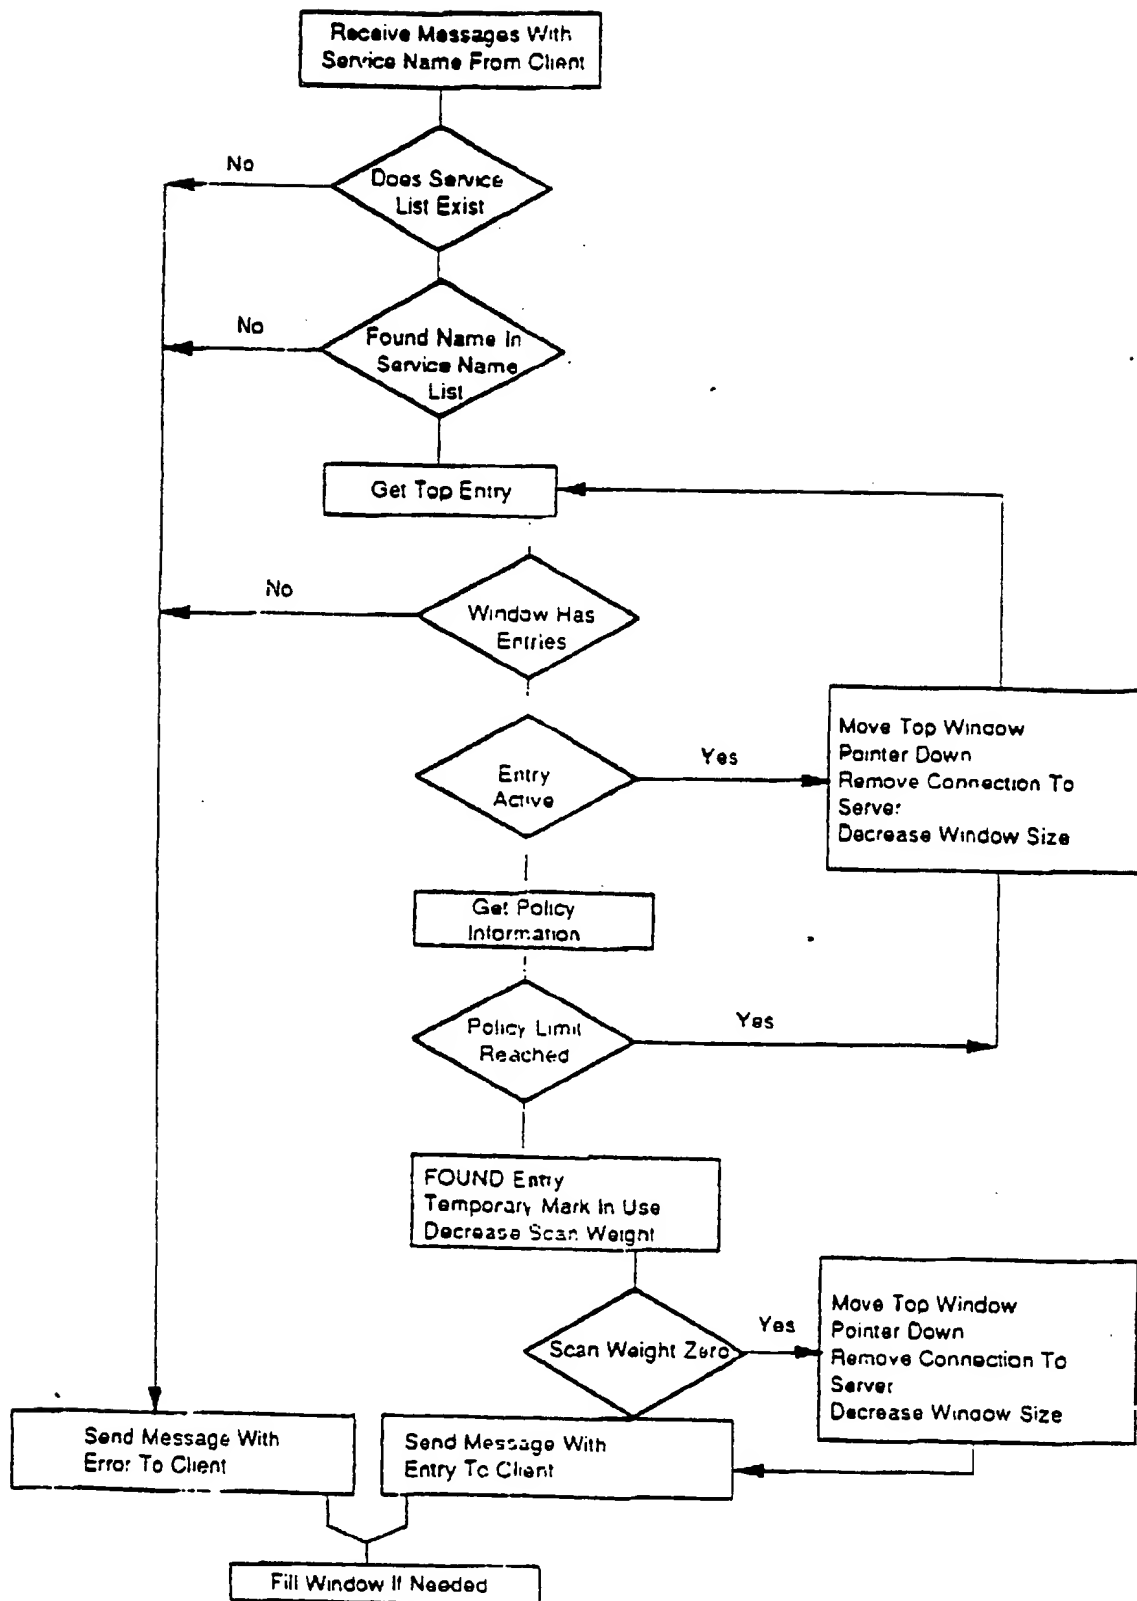 Receive Messages With
Service Name From Client
No
Does Service
List Exist
No
Found Name In
Service Name
List
Get Top Entry
No
Window Has
Entries
Entry
Active
Yes
Move Top Window
Pointer Down
Remove Connection To
Server.
Decrease Window Size
Get Policy
Information
Policy Limit
Reached
Yes
FOUND Entry
Temporary Mark In Use
Decrease Scan Weight
Scan Weight Zero
Yes
Move Top Window
Pointer Down
Remove Connection To
Server
Decrease Window Size
Send Message With
Error To Client
Send Message With
Entry To Client
Fill Window If Needed